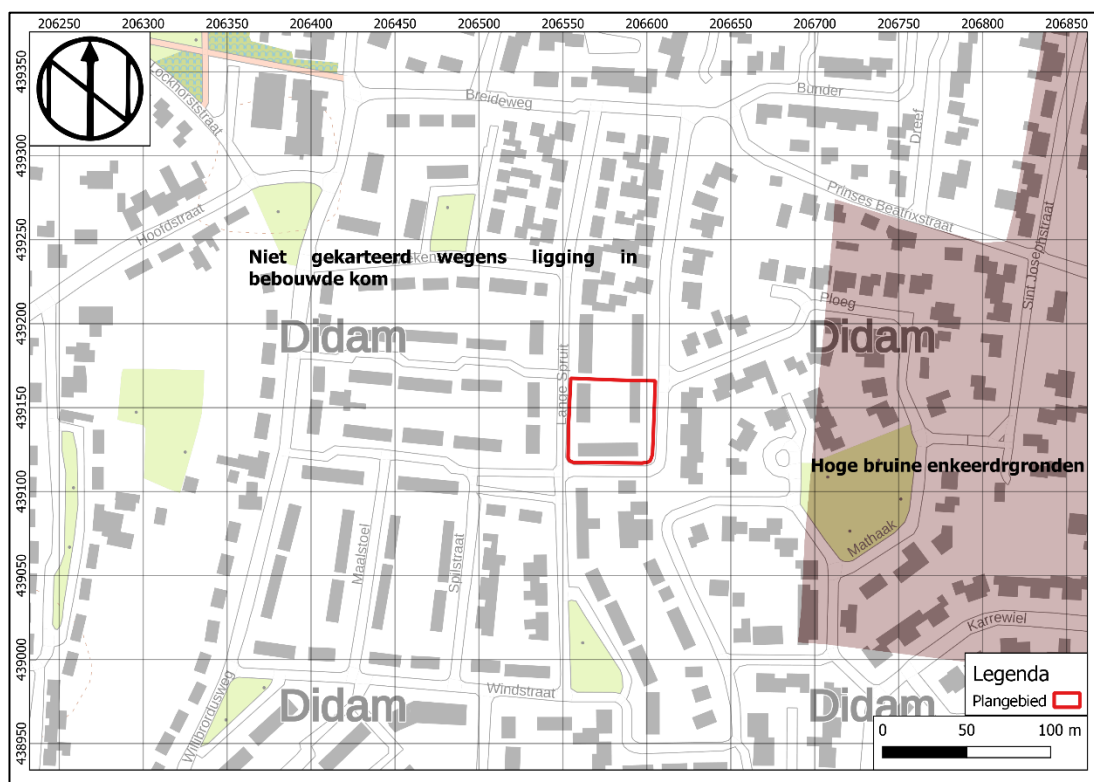 206250 206300 206350 206400 206450 206500 206550 206600 206650 206700 206750 206800 206850
439350
439300
439250
439200
439150
439100
439050
439000
438950
Lockhorststraat
Breideweg
Bunder
Dreef
Prinses Beatrixstraat
Hoofdstraat
Sint Josephstraat
Niet gekarteerd wegens ligging in
bebouwde kom
Ploeg
Didam
Didam
Lange Spruit
Hoge bruine enkeerdrgronden
Mathaak
Maalstoel
Spilstraat
Karrewiel
Windstraat
Willibrordusweg
Didam
Didam
Legenda
Plangebied
0 50 100 m